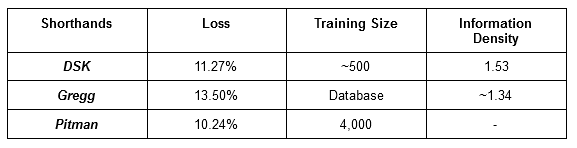 Shorthands Loss Training Size Information Density
DSK 11.27% ~500 1.53
Gregg 13.50% Database ~1.34
Pitman 10.24% 4,000 -